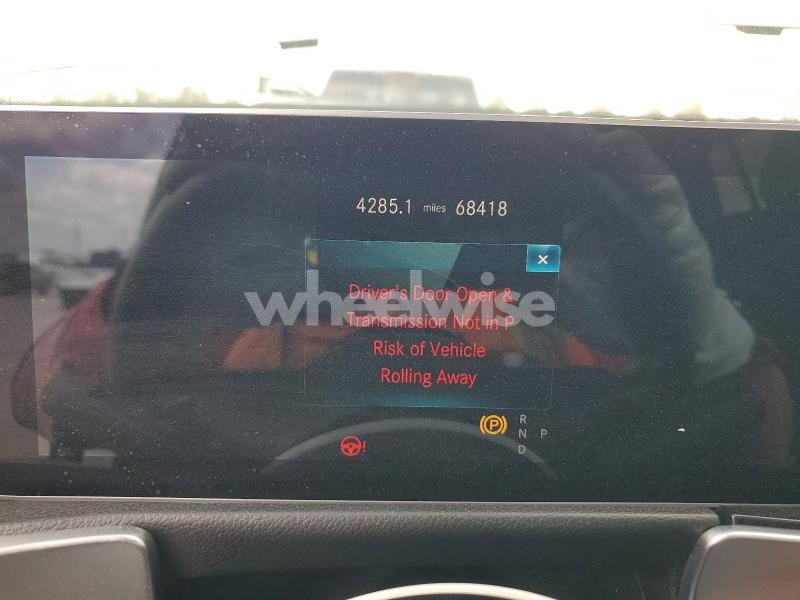 4285.1 miles 68418
×
Driver's Door Open &
Transmission Not in P
Risk of Vehicle
Rolling Away
wheelwise
P R
N P
D
!